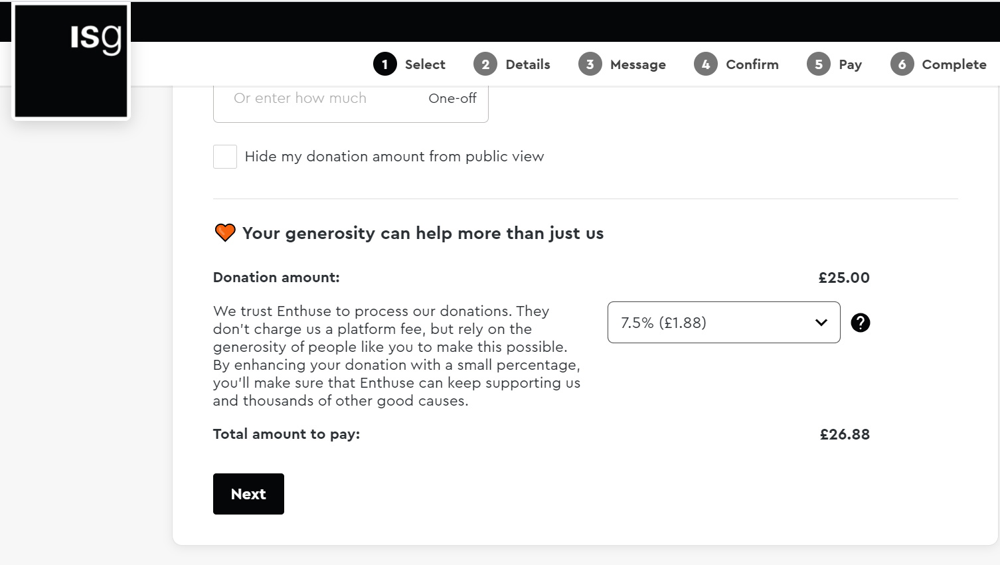 ısg
1 Select 2 Details 3 Message 4 Confirm 5 Pay 6 Complete
Or enter how much One-off
Hide my donation amount from public view
Your generosity can help more than just us
Donation amount: £25.00
We trust Enthuse to process our donations. They
don't charge us a platform fee, but rely on the
generosity of people like you to make this possible.
By enhancing your donation with a small percentage,
you'll make sure that Enthuse can keep supporting us
and thousands of other good causes.
7.5% (£1.88) ?
Total amount to pay: £26.88
Next